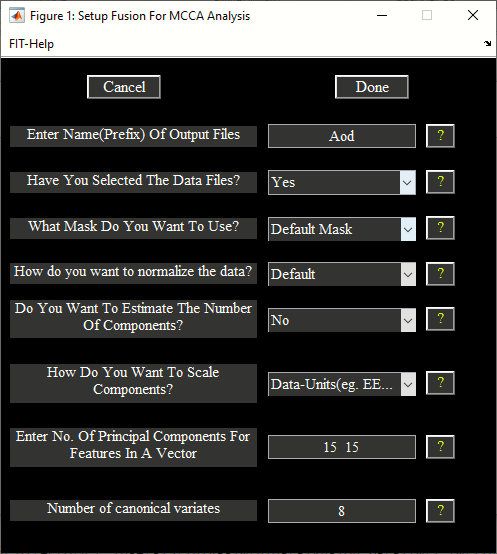 Figure 1: Setup Fusion For MCCA Analysis
FIT-Help
Cancel
Done
Enter Name(Prefix) Of Output Files
Aod
?
Have You Selected The Data Files?
Yes
?
What Mask Do You Want To Use?
Default Mask
?
How do you want to normalize the data?
Default
?
Do You Want To Estimate The Number
Of Components?
No
?
How Do You Want To Scale
Components?
Data-Units(eg. EE...
?
Enter No. Of Principal Components For
Features In A Vector
15 15
?
Number of canonical variates
8
?